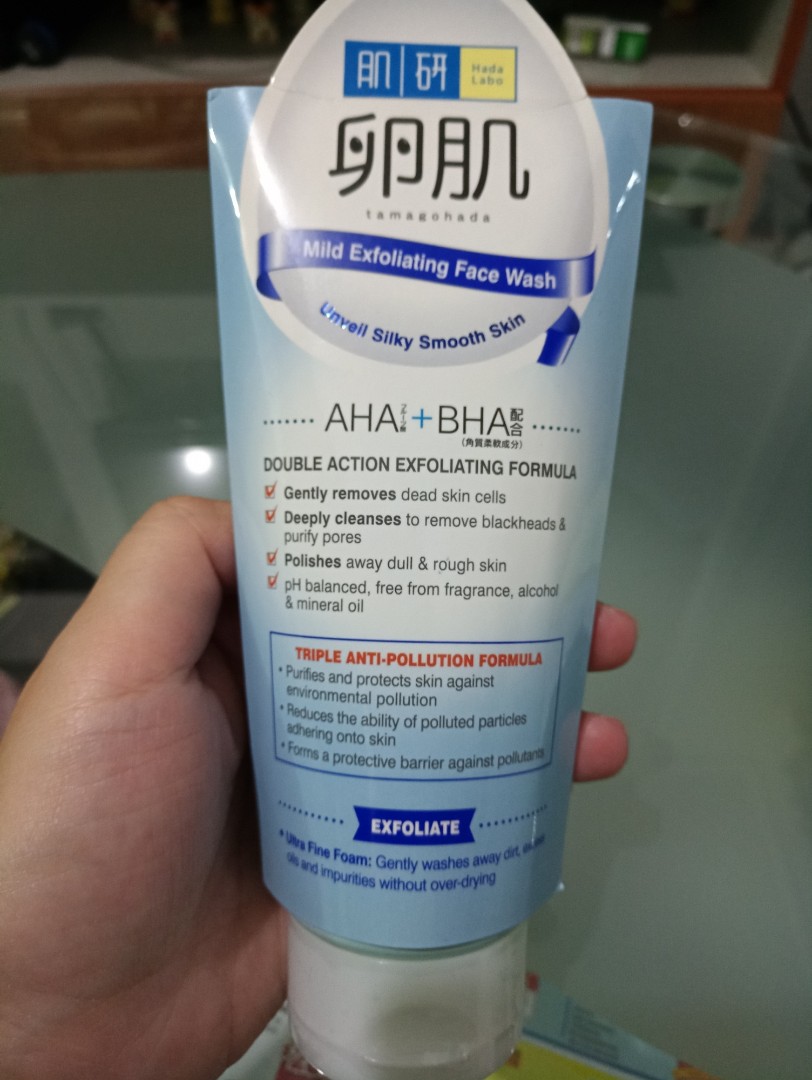 肌研 Hada
Labo
卵肌
tamagohada
Mild Exfoliating Face Wash
Unveil Silky Smooth Skin
AHA + BHA 配合
(角質柔軟成分)
DOUBLE ACTION EXFOLIATING FORMULA
Gently removes dead skin cells
Deeply cleanses to remove blackheads &
purify pores
Polishes away dull & rough skin
pH balanced, free from fragrance, alcohol
& mineral oil
TRIPLE ANTI-POLLUTION FORMULA
• Purifies and protects skin against
environmental pollution
• Reduces the ability of polluted particles
adhering onto skin
• Forms a protective barrier against pollutants
EXFOLIATE
• Ultra Fine Foam: Gently washes away dirt,
oils and impurities without over-drying